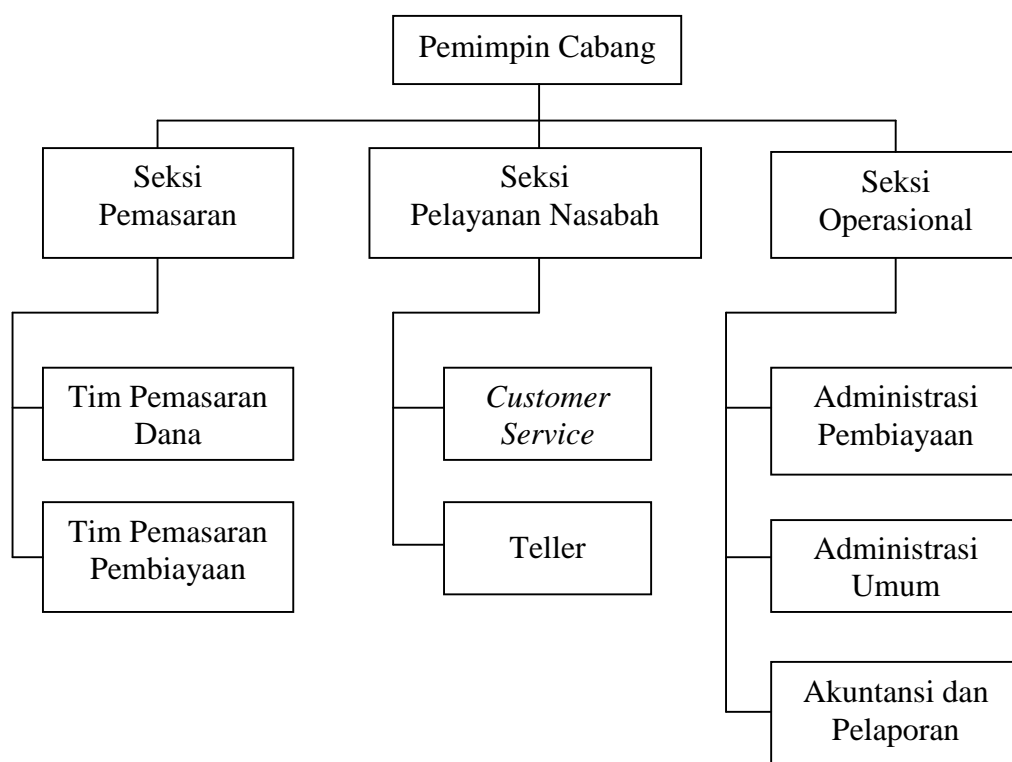 Pemimpin Cabang
Seksi
Pemasaran
Seksi
Pelayanan Nasabah
Seksi
Operasional
Tim Pemasaran
Dana
Customer
Service
Administrasi
Pembiayaan
Tim Pemasaran
Pembiayaan
Teller
Administrasi
Umum
Akuntansi dan
Pelaporan